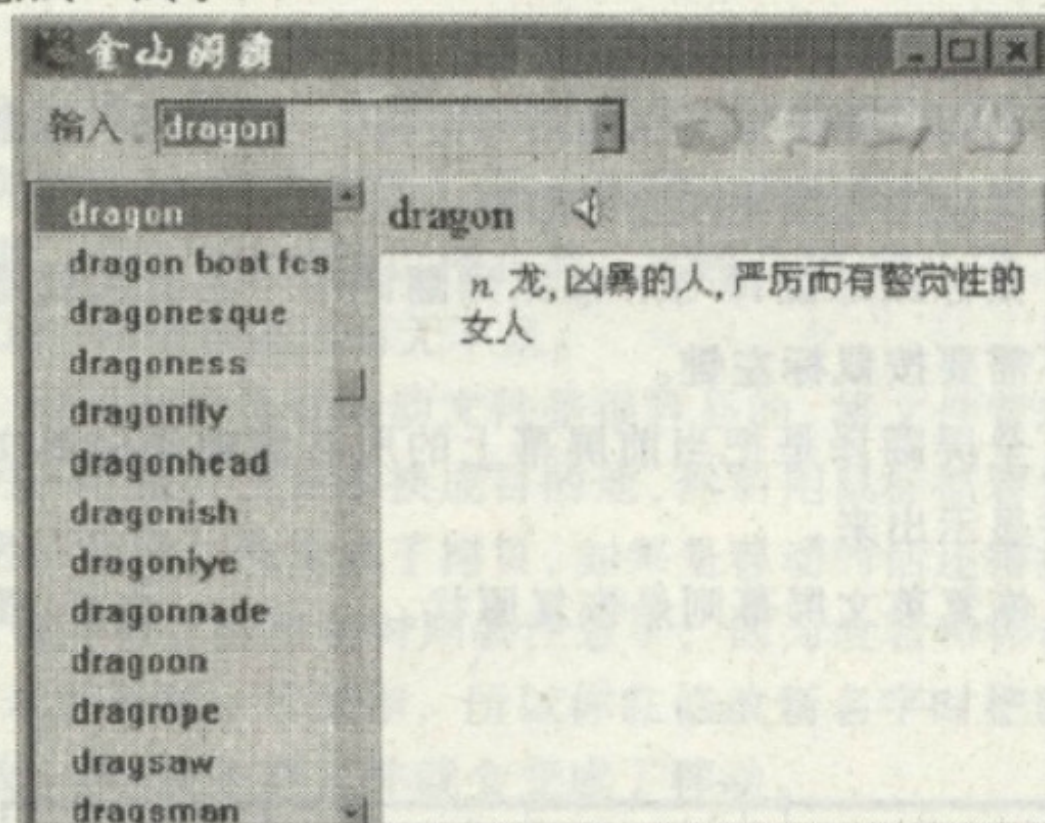 金山词霸
输入 dragon
dragon
dragon boat fes
dragonesque
dragoness
dragonfly
dragonhead
dragonish
dragonlye
dragonnade
dragoon
dragrope
dragsaw
dragsman
dragon
n 龙,凶暴的人,严厉而有警觉性的
女人